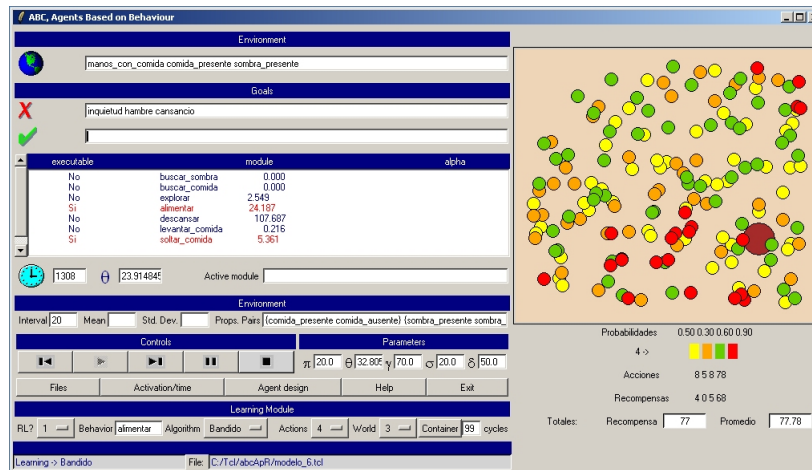 ABC, Agents Based on Behaviour
Environment
manos_con_comida comida_presente sombra_presente
Goals
inquietud hambre cansancio
executable module alpha
No buscar_sombra 0.000
No buscar_comida 0.000
No explorar 2.549
Si alimentar 24.187
No descansar 107.687
No levantar_comida 0.216
Si soltar_comida 5.361
1308 θ 23.914845 Active module
Environment
Interval 20 Mean Std. Dev. Props. Pairs {comida_presente comida_ausente} {sombra_presente sombra_
Controls Parameters
π 20.0 θ 32.805 γ 70.0 σ 20.0 δ 50.0
Files Activation/time Agent design Help Exit
Learning Module
RL? 1 Behavior alimentar Algorithm Bandido Actions 4 World 3 Container 99 cycles
Learning -> Bandido File: C:/Tcl/abcApR/modelo_6.tcl
Probabilidades 0.50 0.30 0.60 0.90
4 ->
Acciones 8 5 8 78
Recompensas 4 0 5 68
Totales: Recompensa 77 Promedio 77.78